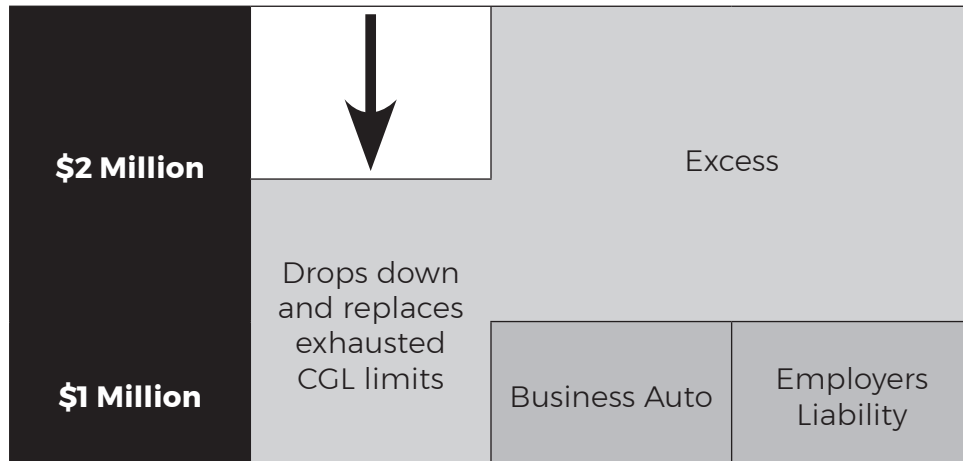 $2 Million
Excess
Drops down
and replaces
exhausted
CGL limits
$1 Million
Business Auto
Employers
Liability